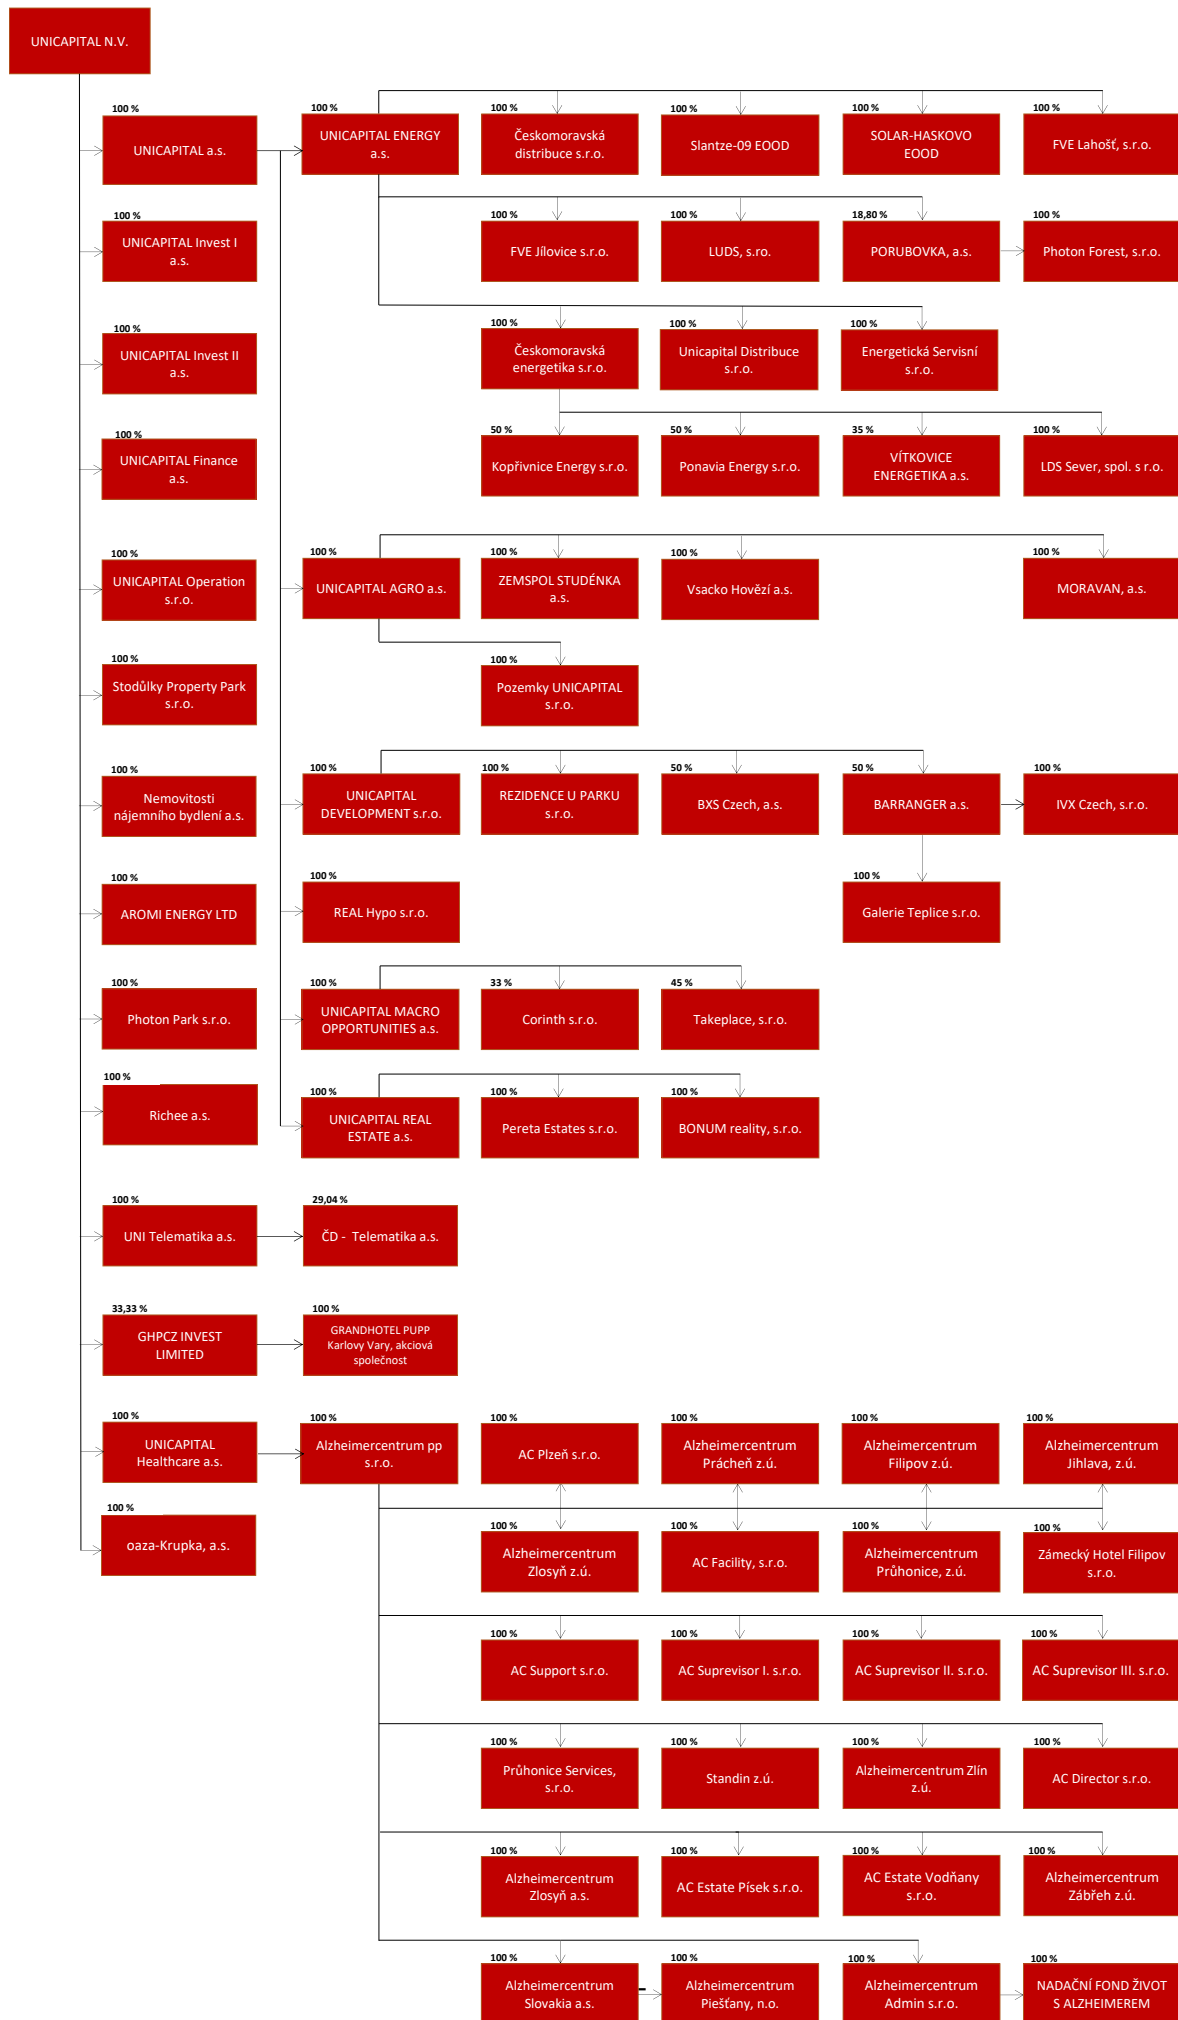 UNICAPITAL N.V.
100 %
UNICAPITAL a.s.
100 %
UNICAPITAL ENERGY
a.s.
100 %
Českomoravská
distribuce s.r.o.
100 %
Slantze-09 EOOD
100 %
SOLAR-HASKOVO
EOOD
100 %
FVE Lahošť, s.r.o.
100 %
UNICAPITAL Invest I
a.s.
100 %
FVE Jílovice s.r.o.
100 %
LUDS, s.ro.
18,80 %
PORUBOVKA, a.s.
100 %
Photon Forest, s.r.o.
100 %
UNICAPITAL Invest II
a.s.
100 %
Českomoravská
energetika s.r.o.
100 %
Unicapital Distribuce
s.r.o.
100 %
Energetická Servisní
s.r.o.
100 %
UNICAPITAL Finance
a.s.
50 %
Kopřivnice Energy s.r.o.
50 %
Ponavia Energy s.r.o.
35 %
VÍTKOVICE
ENERGETIKA a.s.
100 %
LDS Sever, spol. s r.o.
100 %
UNICAPITAL Operation
s.r.o.
100 %
UNICAPITAL AGRO a.s.
100 %
ZEMSPOL STUDÉNKA
a.s.
100 %
Vsacko Hovězí a.s.
100 %
MORAVAN, a.s.
100 %
Stodůlky Property Park
s.r.o.
100 %
Pozemky UNICAPITAL
s.r.o.
100 %
Nemovitosti
nájemního bydlení a.s.
100 %
UNICAPITAL
DEVELOPMENT s.r.o.
100 %
REZIDENCE U PARKU
s.r.o.
50 %
BXS Czech, a.s.
50 %
BARRANGER a.s.
100 %
IVX Czech, s.r.o.
100 %
AROMI ENERGY LTD
100 %
REAL Hypo s.r.o.
100 %
Galerie Teplice s.r.o.
100 %
Photon Park s.r.o.
100 %
UNICAPITAL MACRO
OPPORTUNITIES a.s.
33 %
Corinth s.r.o.
45 %
Takeplace, s.r.o.
100 %
Richee a.s.
100 %
UNICAPITAL REAL
ESTATE a.s.
100 %
Pereta Estates s.r.o.
100 %
BONUM reality, s.r.o.
100 %
UNI Telematika a.s.
29,04 %
ČD - Telematika a.s.
33,33 %
GHPCZ INVEST
LIMITED
100 %
GRANDHOTEL PUPP
Karlovy Vary, akciová
společnost
100 %
UNICAPITAL
Healthcare a.s.
100 %
Alzheimercentrum pp
s.r.o.
100 %
AC Plzeň s.r.o.
100 %
Alzheimercentrum
Prácheň z.ú.
100 %
Alzheimercentrum
Filipov z.ú.
100 %
Alzheimercentrum
Jihlava, z.ú.
100 %
oaza-Krupka, a.s.
100 %
Alzheimercentrum
Zlosyň z.ú.
100 %
AC Facility, s.r.o.
100 %
Alzheimercentrum
Průhonice, z.ú.
100 %
Zámecký Hotel Filipov
s.r.o.
100 %
AC Support s.r.o.
100 %
AC Suprevisor I. s.r.o.
100 %
AC Suprevisor II. s.r.o.
100 %
AC Suprevisor III. s.r.o.
100 %
Průhonice Services,
s.r.o.
100 %
Standin z.ú.
100 %
Alzheimercentrum Zlín
z.ú.
100 %
AC Director s.r.o.
100 %
Alzheimercentrum
Zlosyň a.s.
100 %
AC Estate Písek s.r.o.
100 %
AC Estate Vodňany
s.r.o.
100 %
Alzheimercentrum
Zábřeh z.ú.
100 %
Alzheimercentrum
Slovakia a.s.
100 %
Alzheimercentrum
Piešťany, n.o.
100 %
Alzheimercentrum
Admin s.r.o.
100 %
NADAČNÍ FOND ŽIVOT
S ALZHEIMEREM